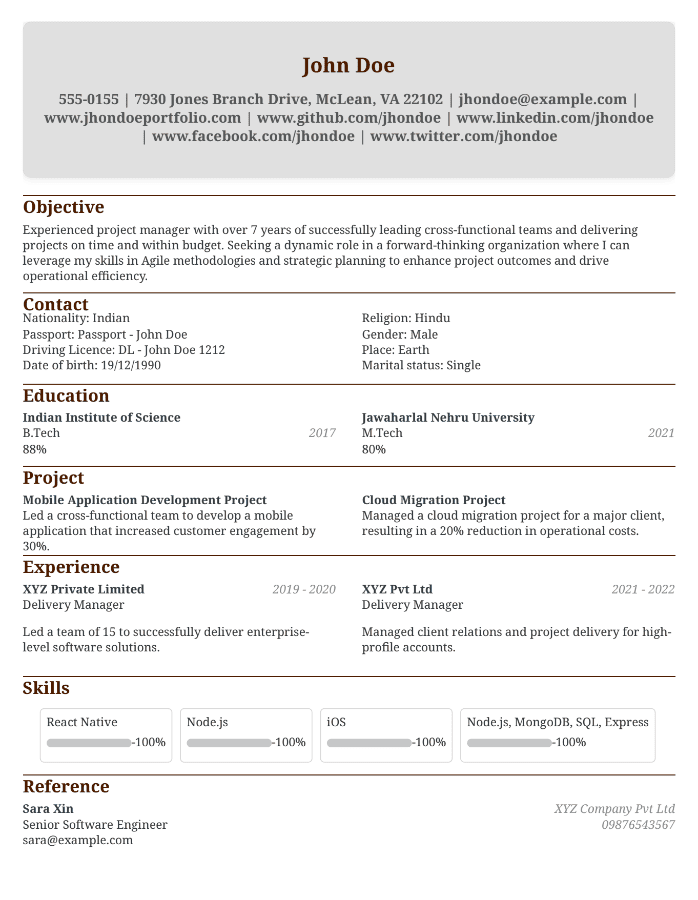 John Doe
555-0155 | 7930 Jones Branch Drive, McLean, VA 22102 | jhondoe@example.com |
www.jhondoeportfolio.com | www.github.com/jhondoe | www.linkedin.com/jhondoe
| www.facebook.com/jhondoe | www.twitter.com/jhondoe
Objective
Experienced project manager with over 7 years of successfully leading cross-functional teams and delivering
projects on time and within budget. Seeking a dynamic role in a forward-thinking organization where I can
leverage my skills in Agile methodologies and strategic planning to enhance project outcomes and drive
operational efficiency.
Contact
Nationality: Indian
Passport: Passport - John Doe
Driving Licence: DL - John Doe 1212
Date of birth: 19/12/1990
Religion: Hindu
Gender: Male
Place: Earth
Marital status: Single
Education
Indian Institute of Science
B.Tech 2017
88%
Jawaharlal Nehru University
M.Tech 2021
80%
Project
Mobile Application Development Project
Led a cross-functional team to develop a mobile
application that increased customer engagement by
30%.
Cloud Migration Project
Managed a cloud migration project for a major client,
resulting in a 20% reduction in operational costs.
Experience
XYZ Private Limited 2019 - 2020
Delivery Manager
Led a team of 15 to successfully deliver enterprise-
level software solutions.
XYZ Pvt Ltd 2021 - 2022
Delivery Manager
Managed client relations and project delivery for high-
profile accounts.
Skills
React Native
-100%
Node.js
-100%
iOS
-100%
Node.js, MongoDB, SQL, Express
-100%
Reference
Sara Xin
Senior Software Engineer
sara@example.com
XYZ Company Pvt Ltd
09876543567